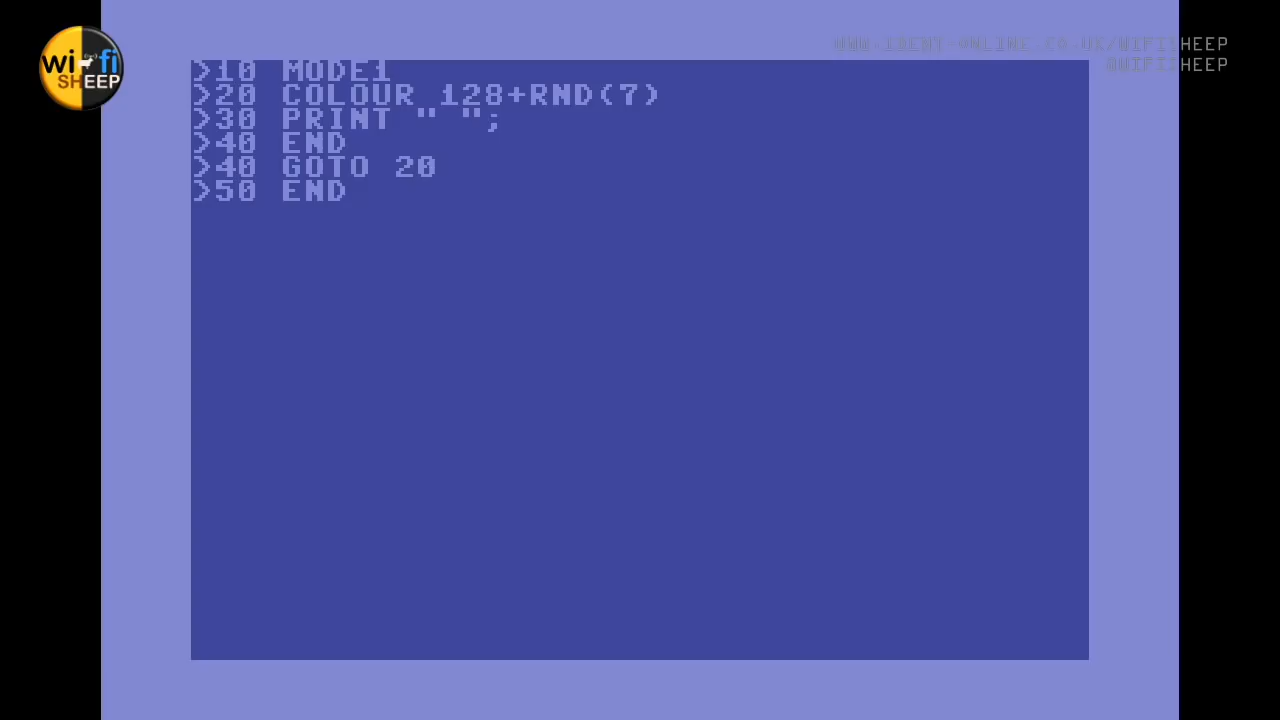 wi-fi
SHEEP
WWW.IDENT-ONLINE.CO.UK/WIFISHEEP
@WIFISHEEP
>10 MODE1
>20 COLOUR 128+RND(7)
>30 PRINT " ";
>40 END
>40 GOTO 20
>50 END